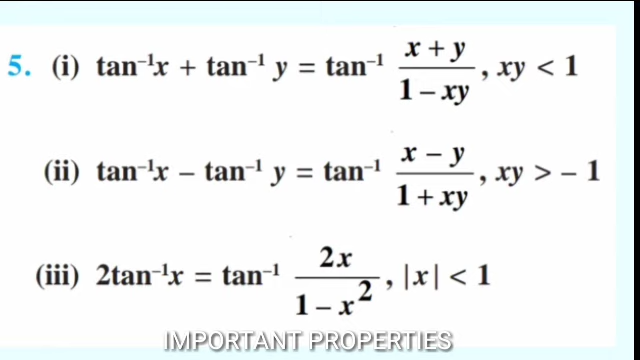 5. (i) tan⁻¹x + tan⁻¹ y = tan⁻¹ (x + y)/(1 – xy), xy < 1
(ii) tan⁻¹x – tan⁻¹ y = tan⁻¹ (x – y)/(1 + xy), xy > – 1
(iii) 2tan⁻¹x = tan⁻¹ (2x)/(1 – x²), |x| < 1
IMPORTANT PROPERTIES